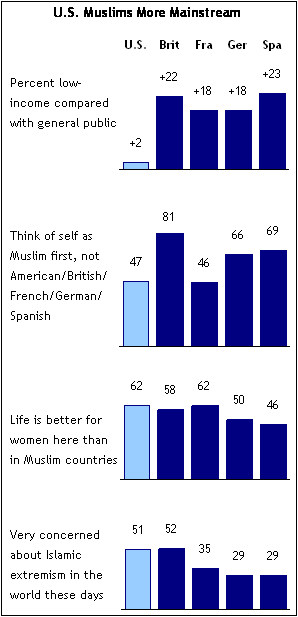 U.S. Muslims More Mainstream
U.S. Brit Fra Ger Spa
Percent low-
income compared
with general public
+2 +22 +18 +18 +23
Think of self as
Muslim first, not
American/British/
French/German/
Spanish
47 81 46 66 69
Life is better for
women here than
in Muslim countries
62 58 62 50 46
Very concerned
about Islamic
extremism in the
world these days
51 52 35 29 29